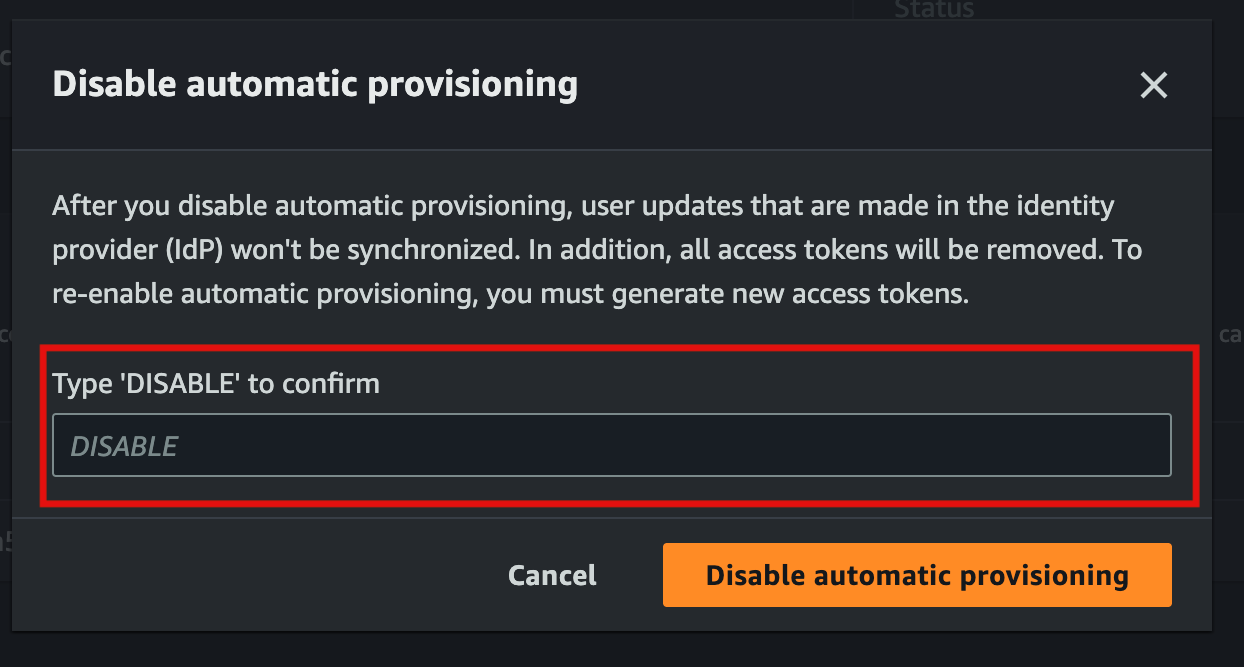 Status
Disable automatic provisioning
After you disable automatic provisioning, user updates that are made in the identity
provider (IdP) won't be synchronized. In addition, all access tokens will be removed. To
re-enable automatic provisioning, you must generate new access tokens.
Type 'DISABLE' to confirm
DISABLE
Cancel
Disable automatic provisioning